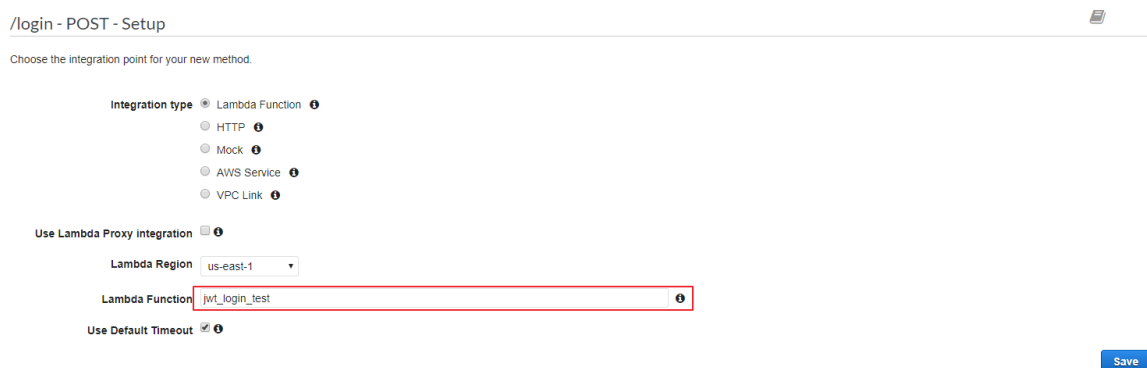 /login - POST - Setup
Choose the integration point for your new method.
Integration type Lambda Function
HTTP
Mock
AWS Service
VPC Link
Use Lambda Proxy integration
Lambda Region us-east-1
Lambda Function jwt_login_test
Use Default Timeout
Save